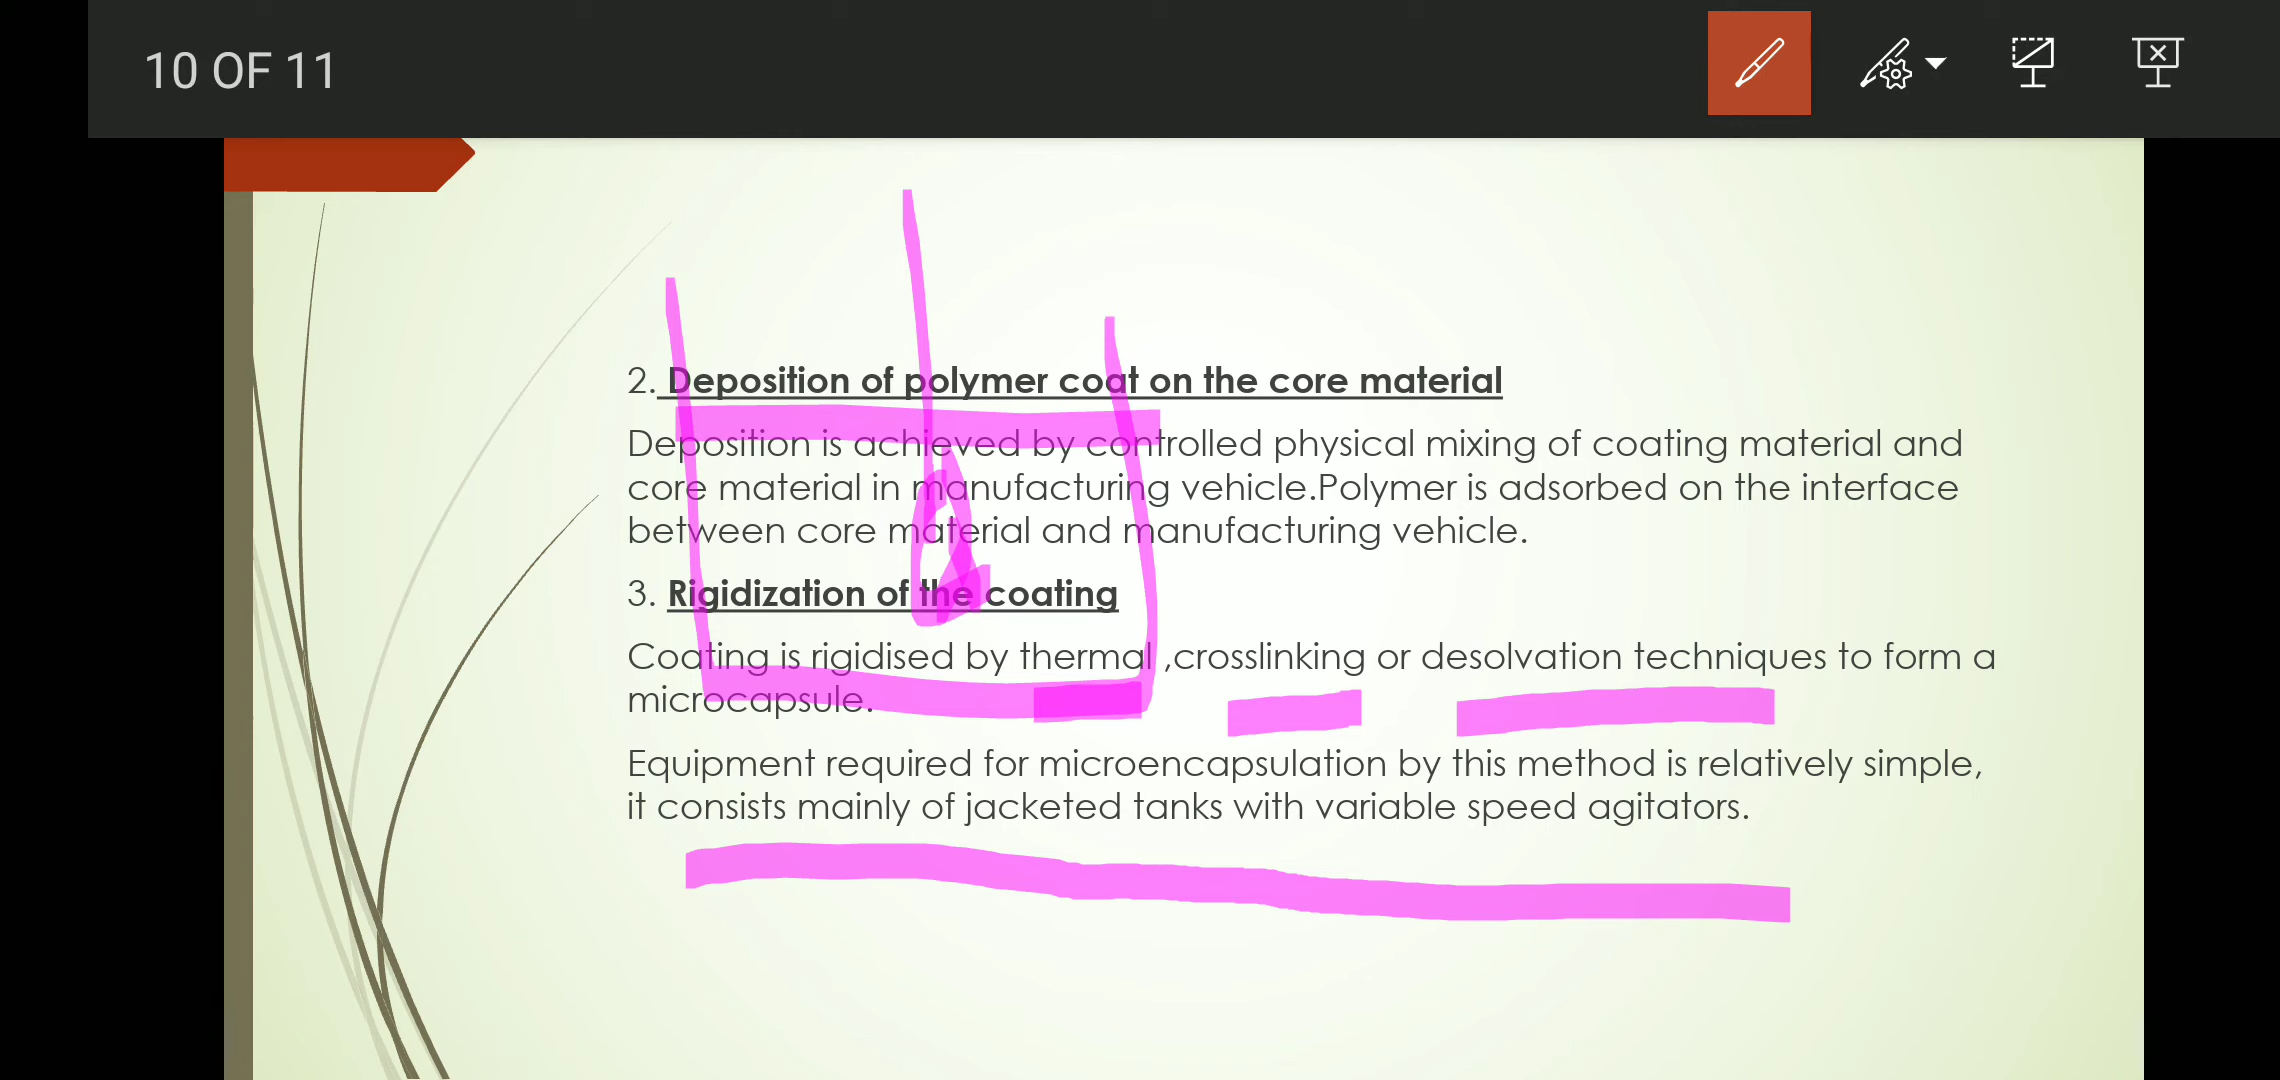 10 OF 11
2. Deposition of polymer coat on the core material
Deposition is achieved by controlled physical mixing of coating material and
core material in manufacturing vehicle.Polymer is adsorbed on the interface
between core material and manufacturing vehicle.
3. Rigidization of the coating
Coating is rigidised by thermal ,crosslinking or desolvation techniques to form a
microcapsule.
Equipment required for microencapsulation by this method is relatively simple,
it consists mainly of jacketed tanks with variable speed agitators.